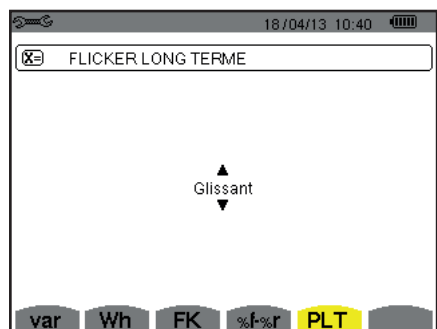 18/04/13 10:40
X= FLICKER LONG TERME
Glissant
var Wh FK %f-%r PLT